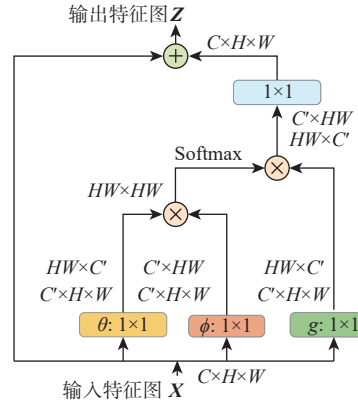 输出特征图 Z
C×H×W
+
1×1
C′×HW
HW×C′
Softmax
×
HW×HW
×
HW×C′ C′×HW HW×C′
C′×H×W C′×H×W C′×H×W
θ: 1×1 ϕ: 1×1 g: 1×1
输入特征图 X C×H×W